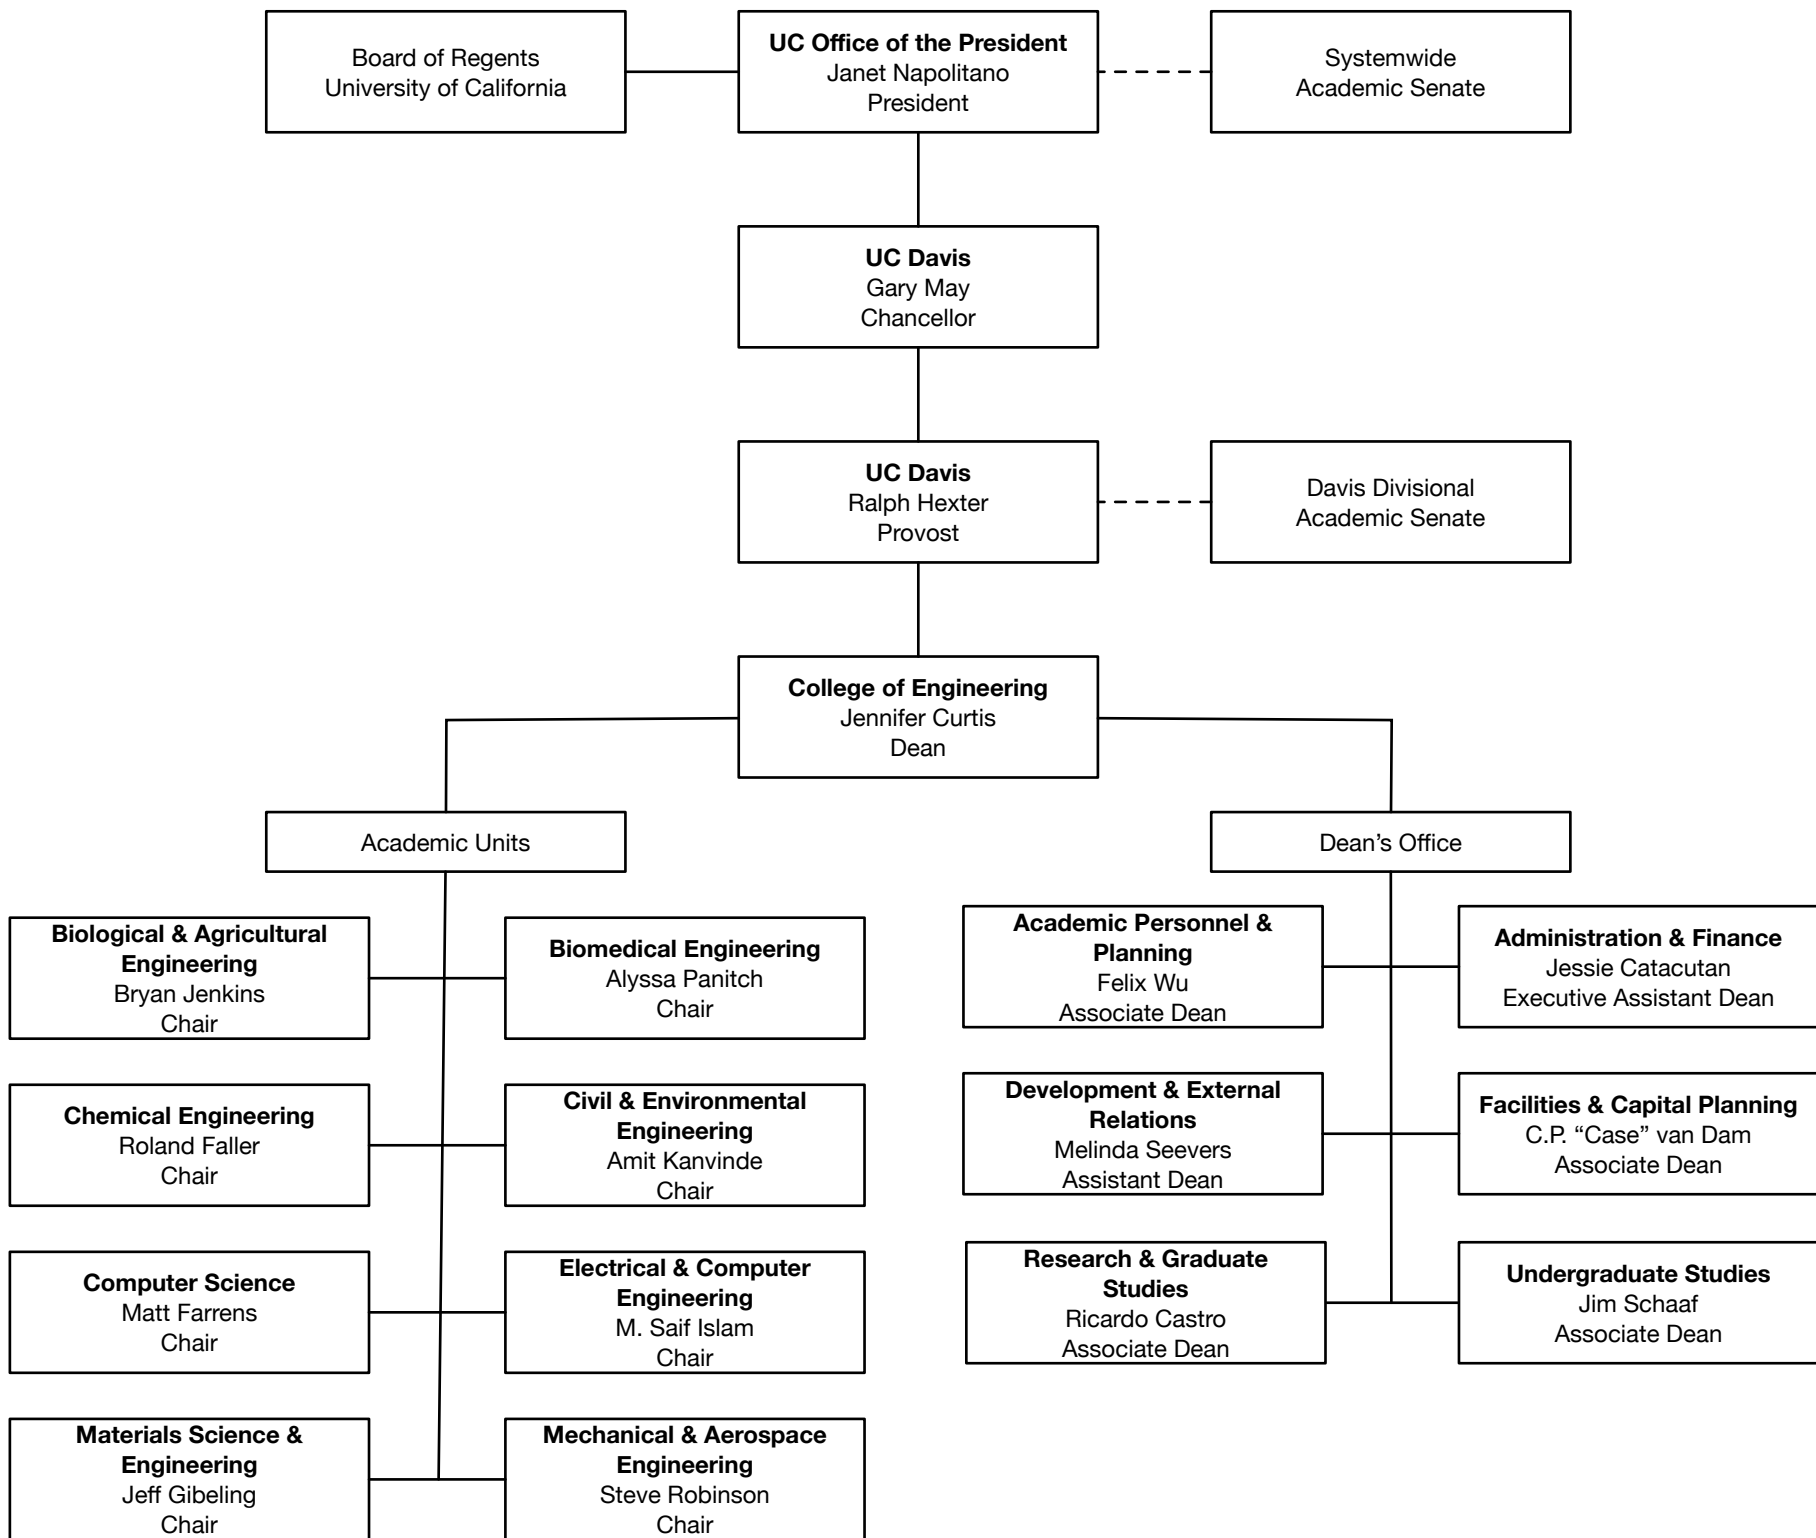 Board of Regents
University of California
UC Office of the President
Janet Napolitano
President
Systemwide
Academic Senate
UC Davis
Gary May
Chancellor
UC Davis
Ralph Hexter
Provost
Davis Divisional
Academic Senate
College of Engineering
Jennifer Curtis
Dean
Academic Units
Dean’s Office
Biological & Agricultural
Engineering
Bryan Jenkins
Chair
Biomedical Engineering
Alyssa Panitch
Chair
Academic Personnel &
Planning
Felix Wu
Associate Dean
Administration & Finance
Jessie Catacutan
Executive Assistant Dean
Chemical Engineering
Roland Faller
Chair
Civil & Environmental
Engineering
Amit Kanvinde
Chair
Development & External
Relations
Melinda Seevers
Assistant Dean
Facilities & Capital Planning
C.P. “Case” van Dam
Associate Dean
Computer Science
Matt Farrens
Chair
Electrical & Computer
Engineering
M. Saif Islam
Chair
Research & Graduate
Studies
Ricardo Castro
Associate Dean
Undergraduate Studies
Jim Schaaf
Associate Dean
Materials Science &
Engineering
Jeff Gibeling
Chair
Mechanical & Aerospace
Engineering
Steve Robinson
Chair